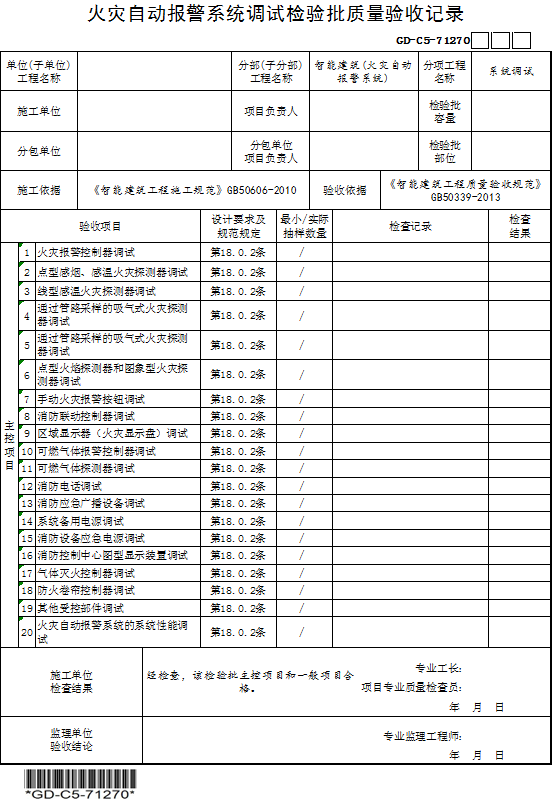 火灾自动报警系统调试检验批质量验收记录
GD-C5-71270
单位(子单位)
工程名称
分部(子分部)
工程名称
智能建筑(火灾自动
报警系统)
分项工程
名称
系统调试
施工单位
项目负责人
检验批
容量
分包单位
分包单位
项目负责人
检验批
部位
施工依据
《智能建筑工程施工规范》GB50606-2010
验收依据
《智能建筑工程质量验收规范》
GB50339-2013
验收项目
设计要求及
规范规定
最小/实际
抽样数量
检查记录
检查
结果
主控项目
1 火灾报警控制器调试 第18.0.2条 /
2 点型感烟、感温火灾探测器调试 第18.0.2条 /
3 线型感温火灾探测器调试 第18.0.2条 /
4 通过管路采样的吸气式火灾探测
器调试 第18.0.2条 /
5 通过管路采样的吸气式火灾探测
器调试 第18.0.2条 /
6 点型火焰探测器和图象型火灾探
测器调试 第18.0.2条 /
7 手动火灾报警按钮调试 第18.0.2条 /
8 消防联动控制器调试 第18.0.2条 /
9 区域显示器（火灾显示盘）调试 第18.0.2条 /
10 可燃气体报警控制器调试 第18.0.2条 /
11 可燃气体探测器调试 第18.0.2条 /
12 消防电话调试 第18.0.2条 /
13 消防应急广播设备调试 第18.0.2条 /
14 系统备用电源调试 第18.0.2条 /
15 消防设备应急电源调试 第18.0.2条 /
16 消防控制中心图型显示装置调试 第18.0.2条 /
17 气体灭火控制器调试 第18.0.2条 /
18 防火卷帘控制器调试 第18.0.2条 /
19 其他受控部件调试 第18.0.2条 /
20 火灾自动报警系统的系统性能调
试 第18.0.2条 /
施工单位
检查结果
经检查，该检验批主控项目和一般项目合
格。
专业工长：
项目专业质量检查员：
年 月 日
监理单位
验收结论
专业监理工程师：
年 月 日
*GD-C5-71270*